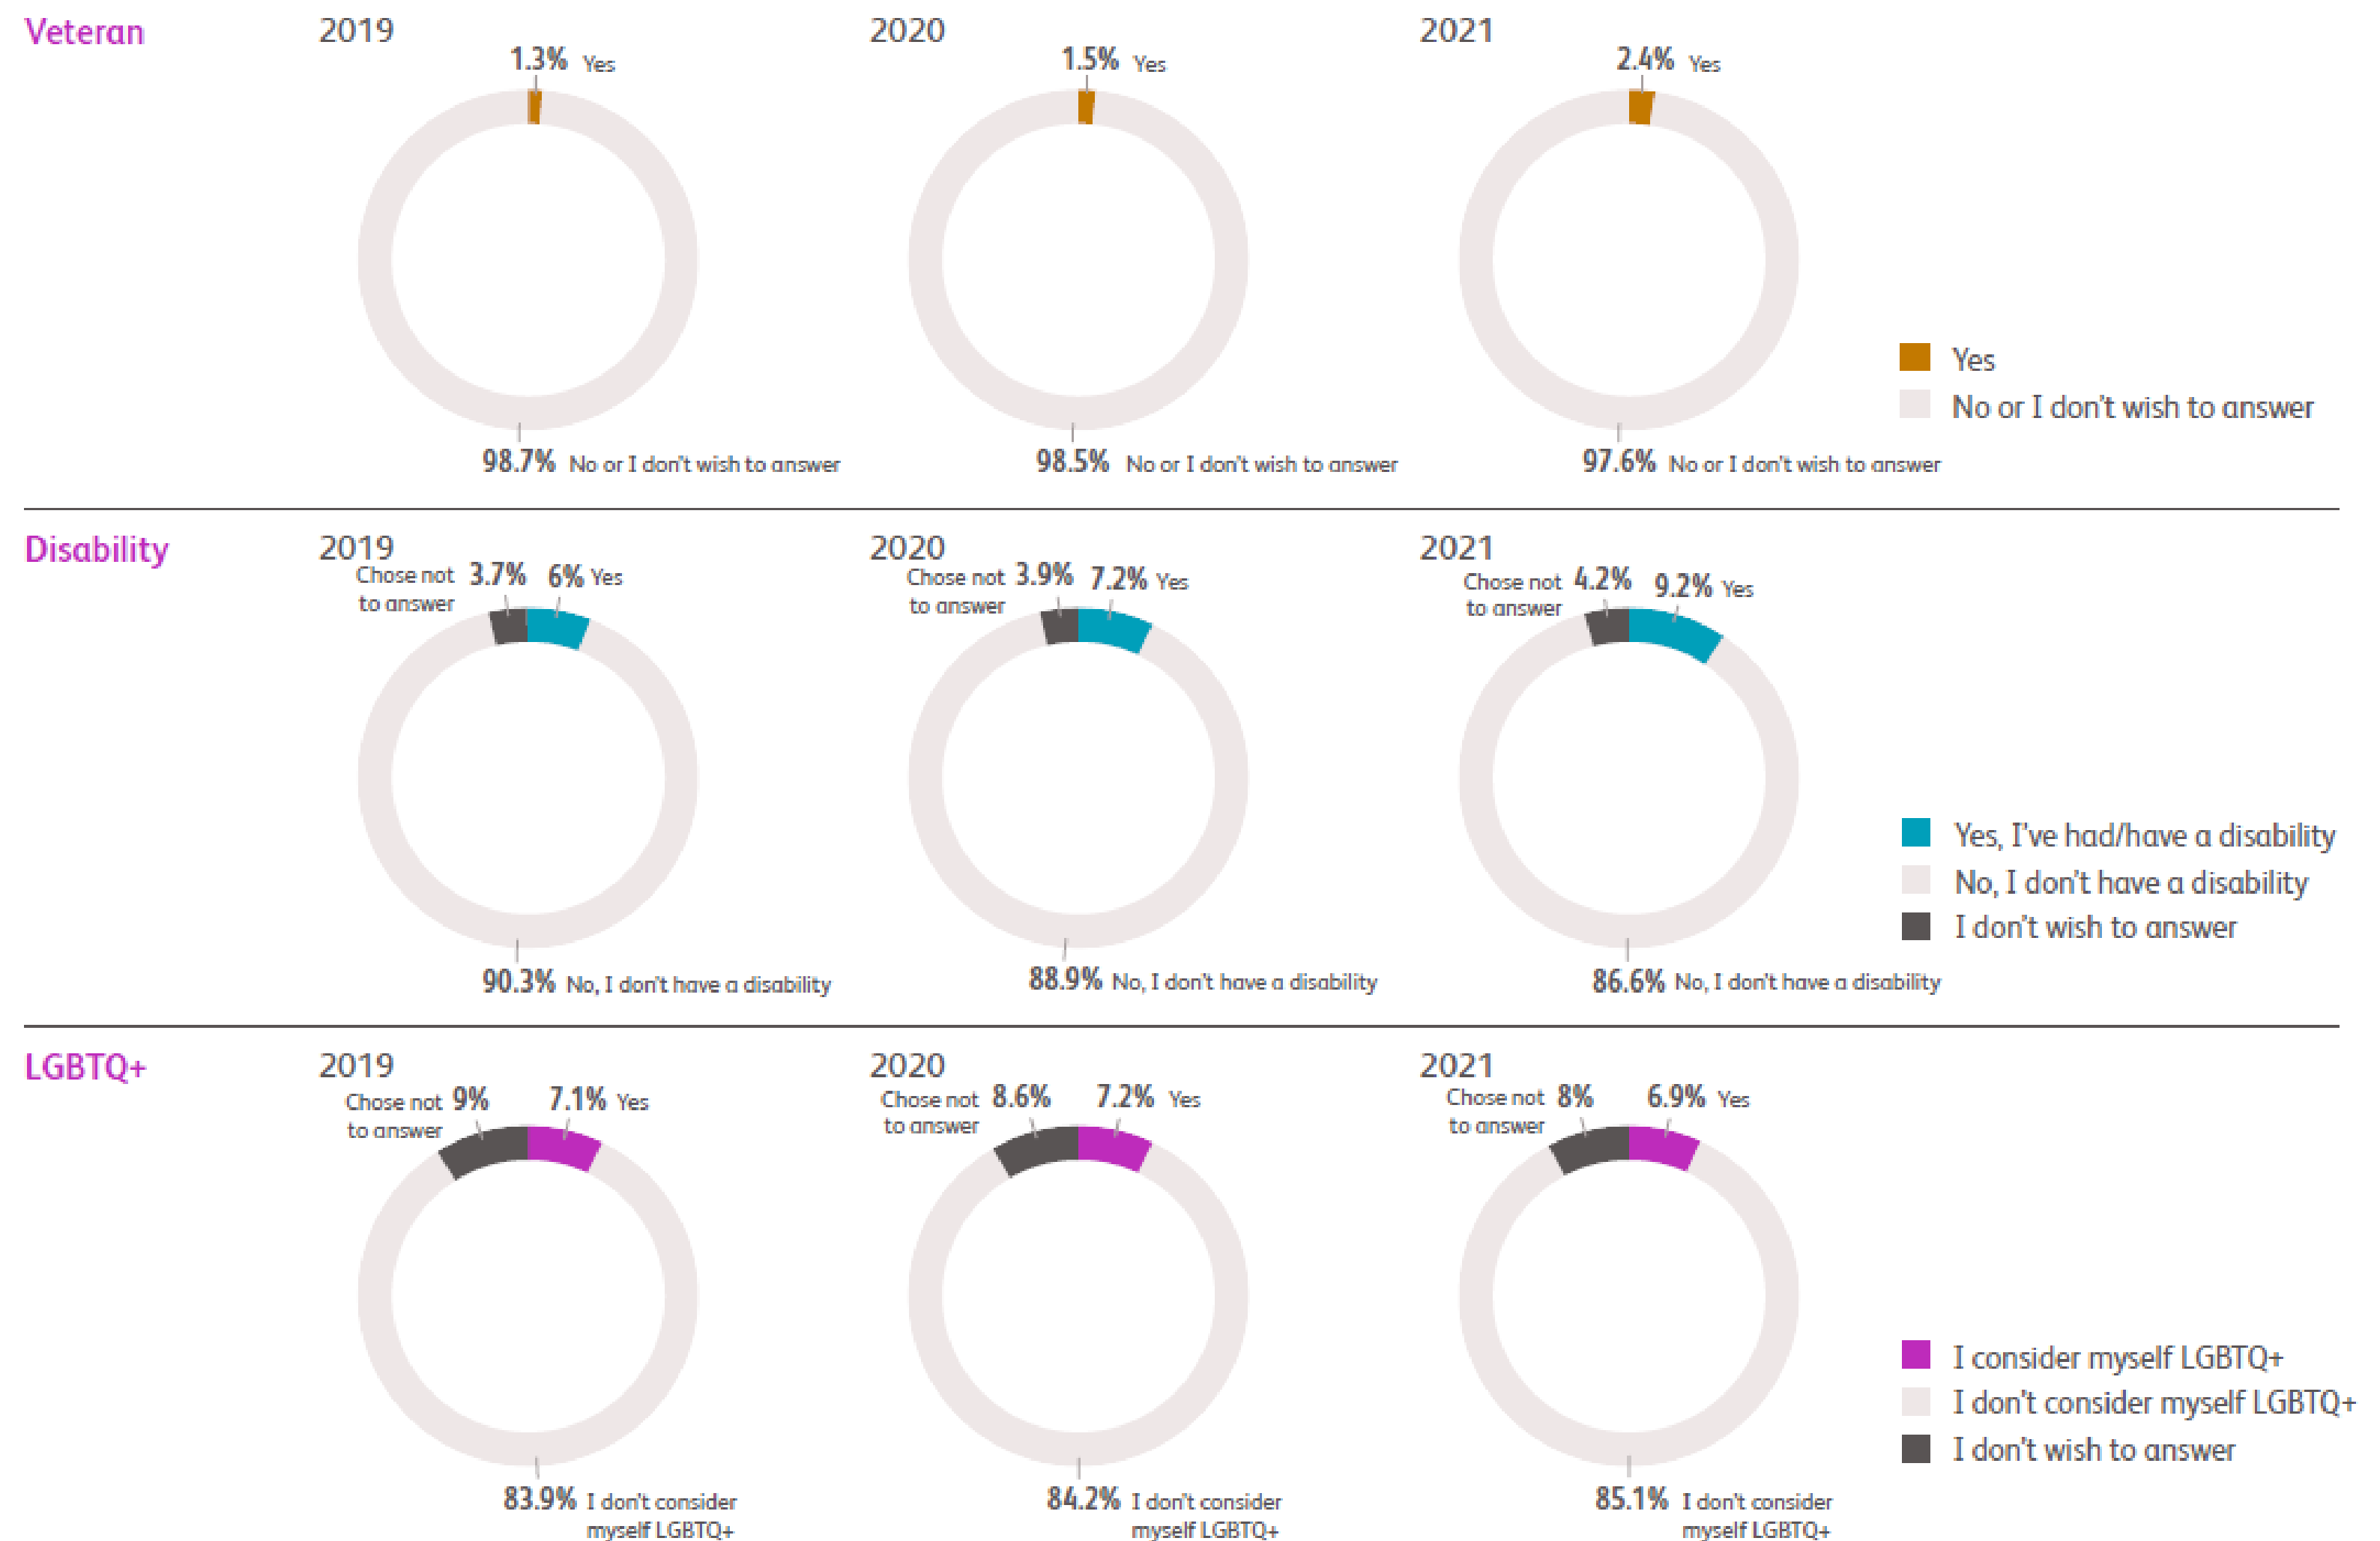 Veteran
2019
1.3% Yes
98.7% No or I don't wish to answer
2020
1.5% Yes
98.5% No or I don't wish to answer
2021
2.4% Yes
97.6% No or I don't wish to answer
Yes
No or I don't wish to answer
Disability
2019
Chose not
to answer
3.7%
6% Yes
90.3% No, I don't have a disability
2020
Chose not
to answer
3.9%
7.2% Yes
88.9% No, I don't have a disability
2021
Chose not
to answer
4.2%
9.2% Yes
86.6% No, I don't have a disability
Yes, I've had/have a disability
No, I don't have a disability
I don't wish to answer
LGBTQ+
2019
Chose not
to answer
9%
7.1% Yes
83.9% I don't consider
myself LGBTQ+
2020
Chose not
to answer
8.6%
7.2% Yes
84.2% I don't consider
myself LGBTQ+
2021
Chose not
to answer
8%
6.9% Yes
85.1% I don't consider
myself LGBTQ+
I consider myself LGBTQ+
I don't consider myself LGBTQ+
I don't wish to answer